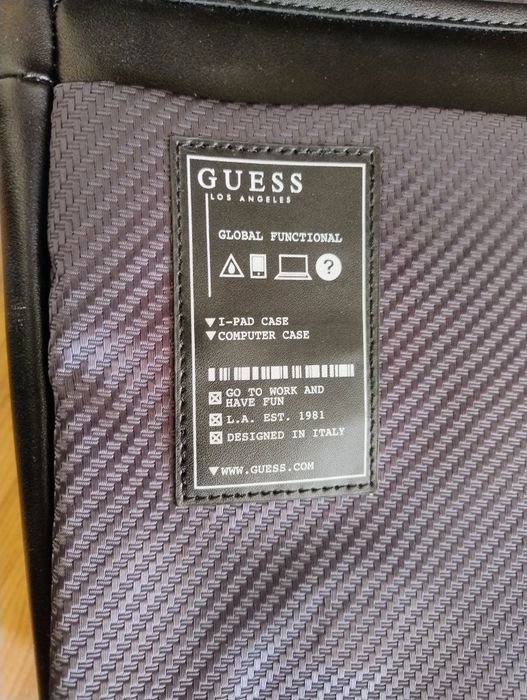 GUESS
LOS ANGELES
GLOBAL FUNCTIONAL
?
I-PAD CASE
COMPUTER CASE
GO TO WORK AND
HAVE FUN
L.A. EST. 1981
DESIGNED IN ITALY
WWW.GUESS.COM